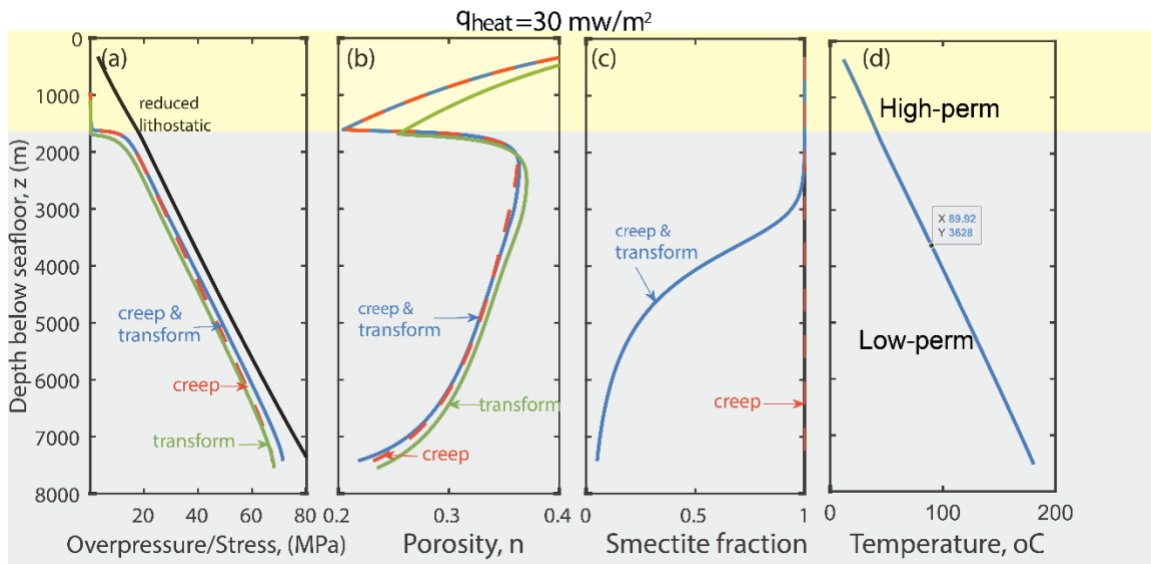 qheat=30 mw/m²
(a)
(b)
(c)
(d)
reduced
lithostatic
creep &
transform
creep
transform
creep &
transform
transform
creep
creep &
transform
creep
High-perm
X 89.92
Y 3628
Low-perm
Depth below seafloor, z (m)
0
1000
2000
3000
4000
5000
6000
7000
8000
20
40
60
80
0.2
0.3
0.4
0
0.5
1
100
200
Overpressure/Stress, (MPa)
Porosity, n
Smectite fraction
Temperature, oC